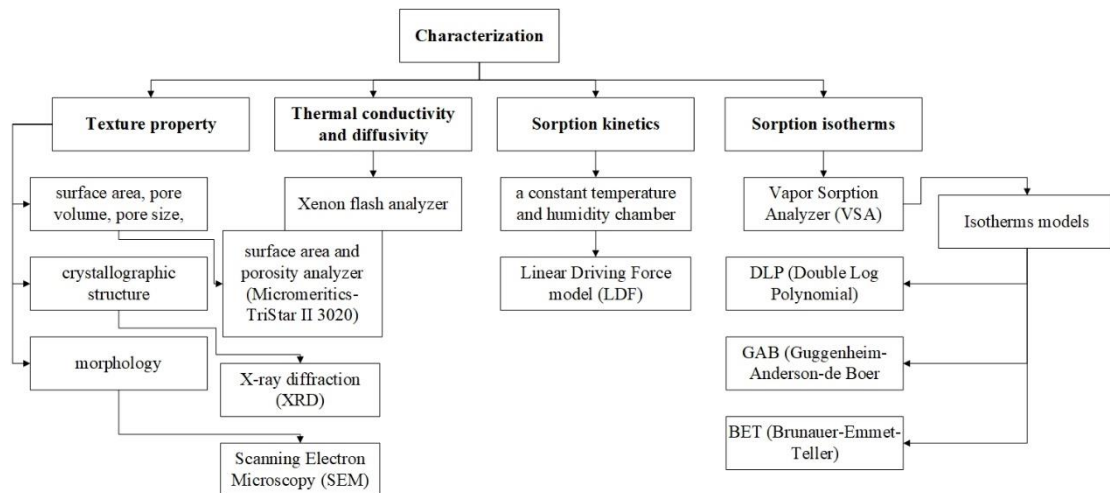 Characterization
Texture property
Thermal conductivity
and diffusivity
Sorption kinetics
Sorption isotherms
surface area, pore
volume, pore size,
Xenon flash analyzer
a constant temperature
and humidity chamber
Vapor Sorption
Analyzer (VSA)
Isotherms models
surface area and
porosity analyzer
(Micromeritics-
TriStar II 3020)
crystallographic
structure
Linear Driving Force
model (LDF)
DLP (Double Log
Polynomial)
morphology
X-ray diffraction
(XRD)
GAB (Guggenheim-
Anderson-de Boer
Scanning Electron
Microscopy (SEM)
BET (Brunauer-Emmet-
Teller)